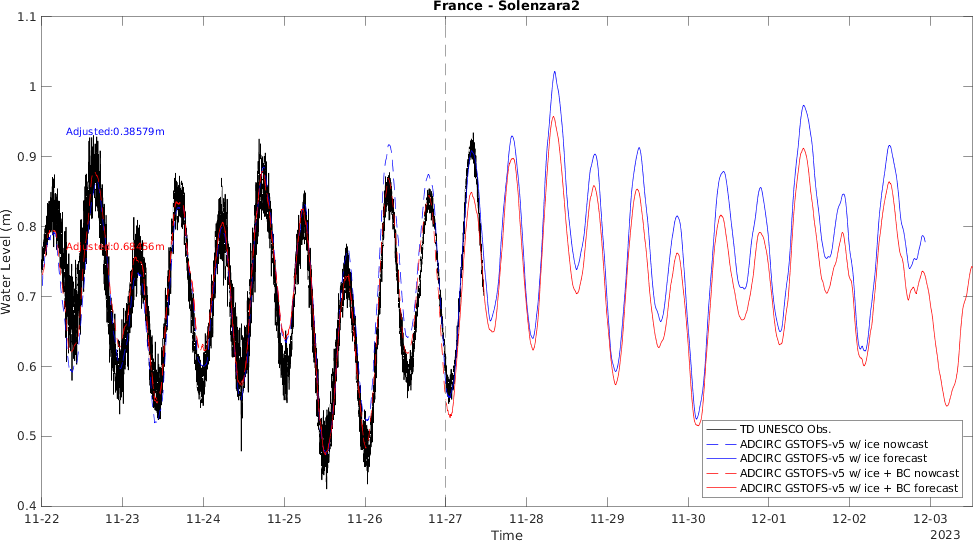 France - Solenzara2
1.1
1
0.9
0.8
0.7
0.6
0.5
0.4
Water Level (m)
Adjusted:0.38579m
TD UNESCO Obs.
ADCIRC GSTOFS-v5 w/ ice nowcast
ADCIRC GSTOFS-v5 w/ ice forecast
ADCIRC GSTOFS-v5 w/ ice + BC nowcast
ADCIRC GSTOFS-v5 w/ ice + BC forecast
11-22 11-23 11-24 11-25 11-26 11-27 11-28 11-29 11-30 12-01 12-02 12-03
2023
Time